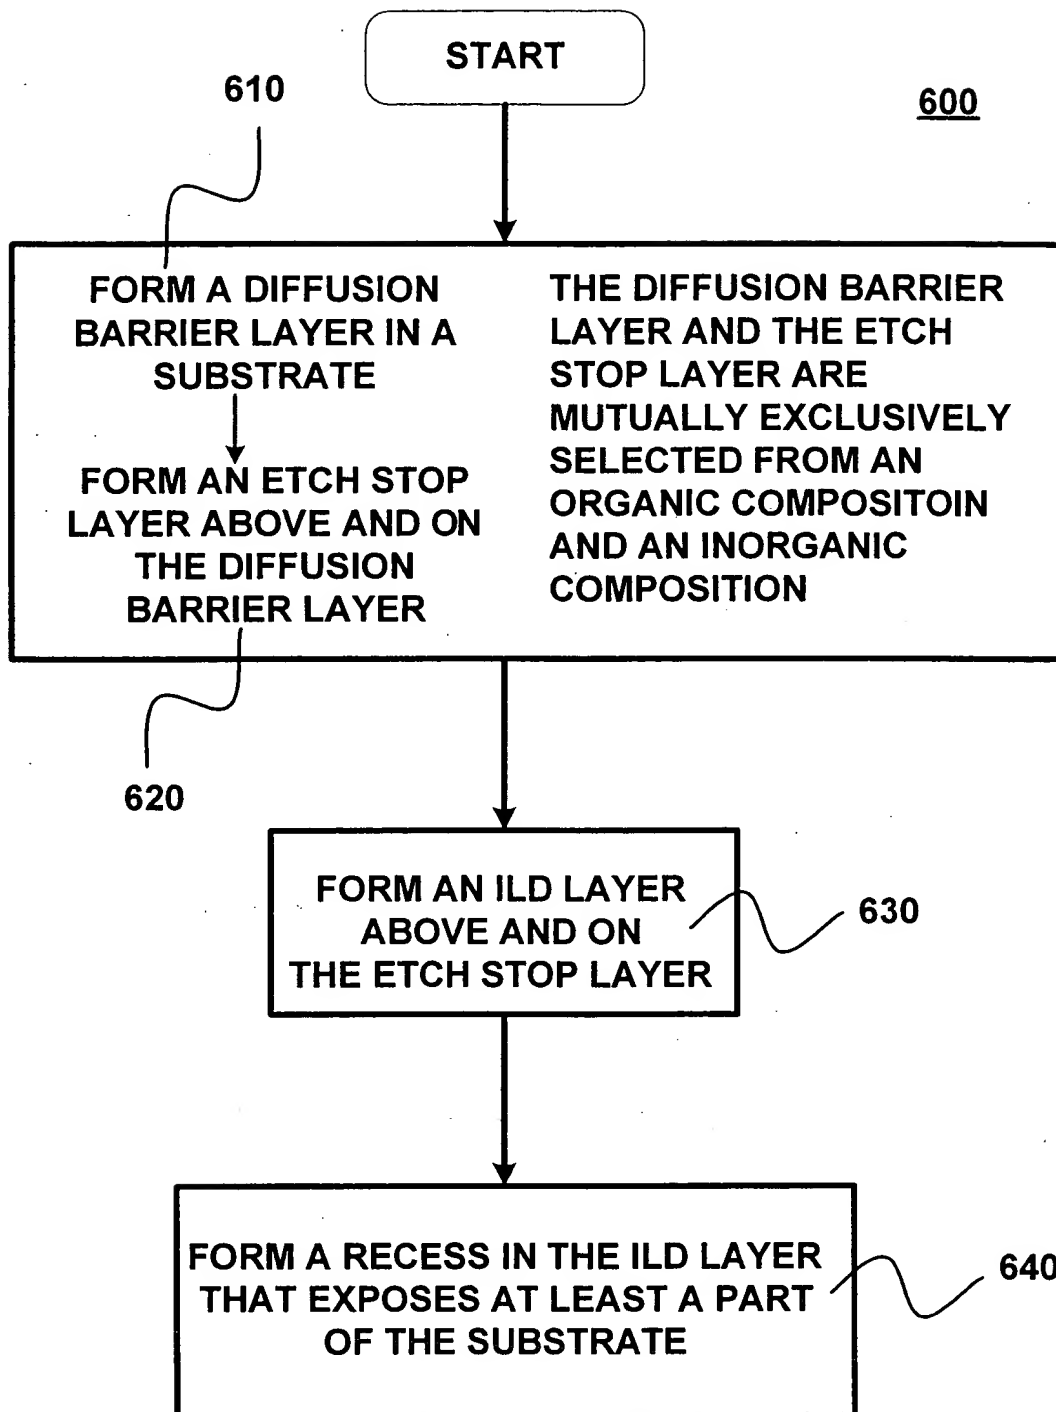 START
610
600
FORM A DIFFUSION
BARRIER LAYER IN A
SUBSTRATE
FORM AN ETCH STOP
LAYER ABOVE AND ON
THE DIFFUSION
BARRIER LAYER
THE DIFFUSION BARRIER
LAYER AND THE ETCH
STOP LAYER ARE
MUTUALLY EXCLUSIVELY
SELECTED FROM AN
ORGANIC COMPOSITOIN
AND AN INORGANIC
COMPOSITION
620
FORM AN ILD LAYER
ABOVE AND ON
THE ETCH STOP LAYER
630
FORM A RECESS IN THE ILD LAYER
THAT EXPOSES AT LEAST A PART
OF THE SUBSTRATE
640